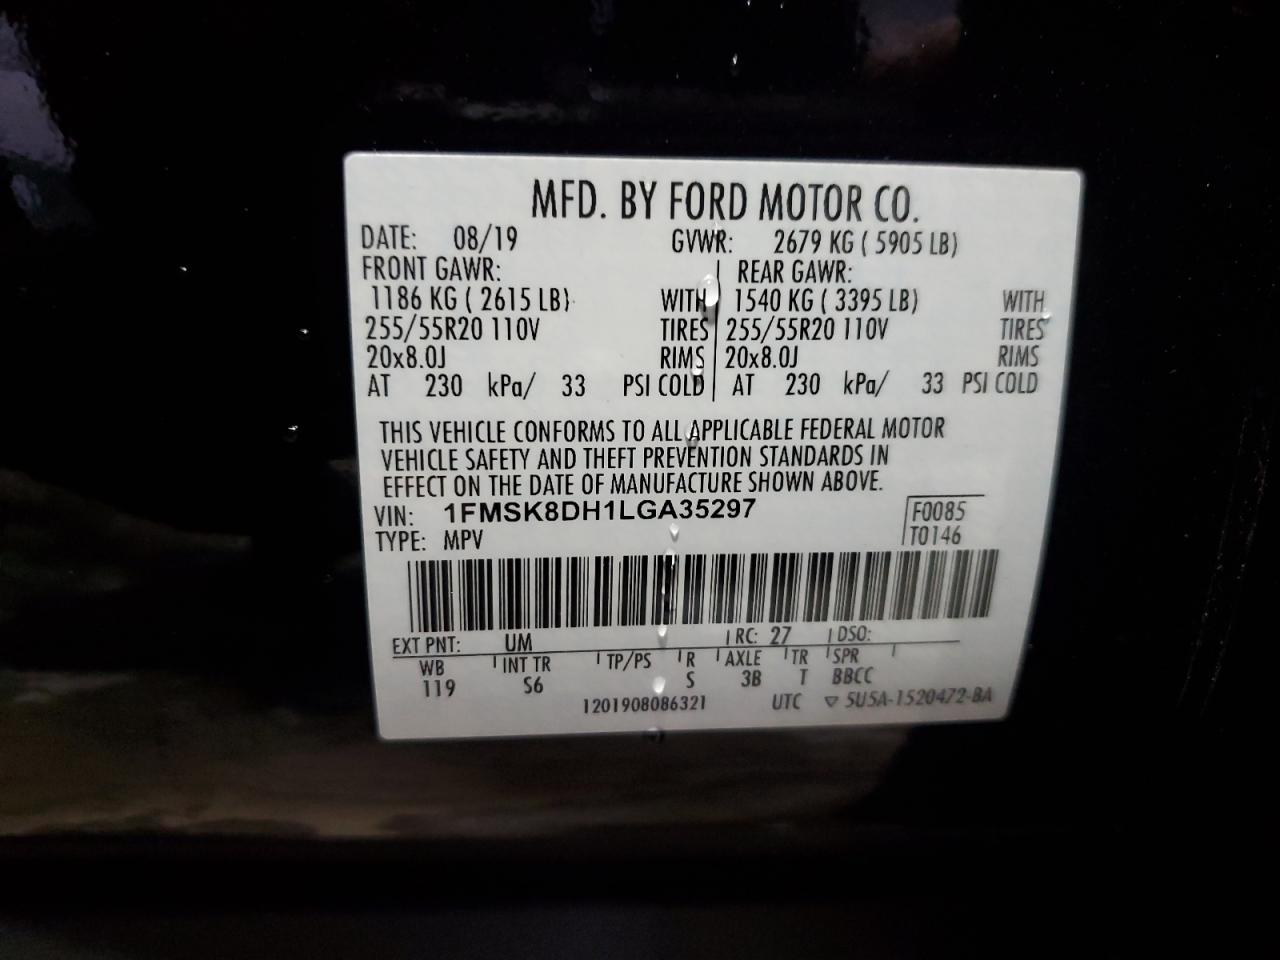 MFD. BY FORD MOTOR CO.
DATE: 08/19 GVWR: 2679 KG ( 5905 LB)
FRONT GAWR: REAR GAWR:
1186 KG ( 2615 LB) WITH 1540 KG ( 3395 LB) WITH
255/55R20 110V TIRES 255/55R20 110V TIRES
20x8.0J RIMS 20x8.0J RIMS
AT 230 kPa/ 33 PSI COLD AT 230 kPa/ 33 PSI COLD
THIS VEHICLE CONFORMS TO ALL APPLICABLE FEDERAL MOTOR
VEHICLE SAFETY AND THEFT PREVENTION STANDARDS IN
EFFECT ON THE DATE OF MANUFACTURE SHOWN ABOVE.
VIN: 1FMSK8DH1LGA35297 F0085
TYPE: MPV T0146
EXT PNT: UM RC: 27 DSO:
WB INT TR TP/PS R AXLE TR SPR
119 S6 S 3B T BBCC
1201908086321 UTC ▽ 5U5A-1520472-BA